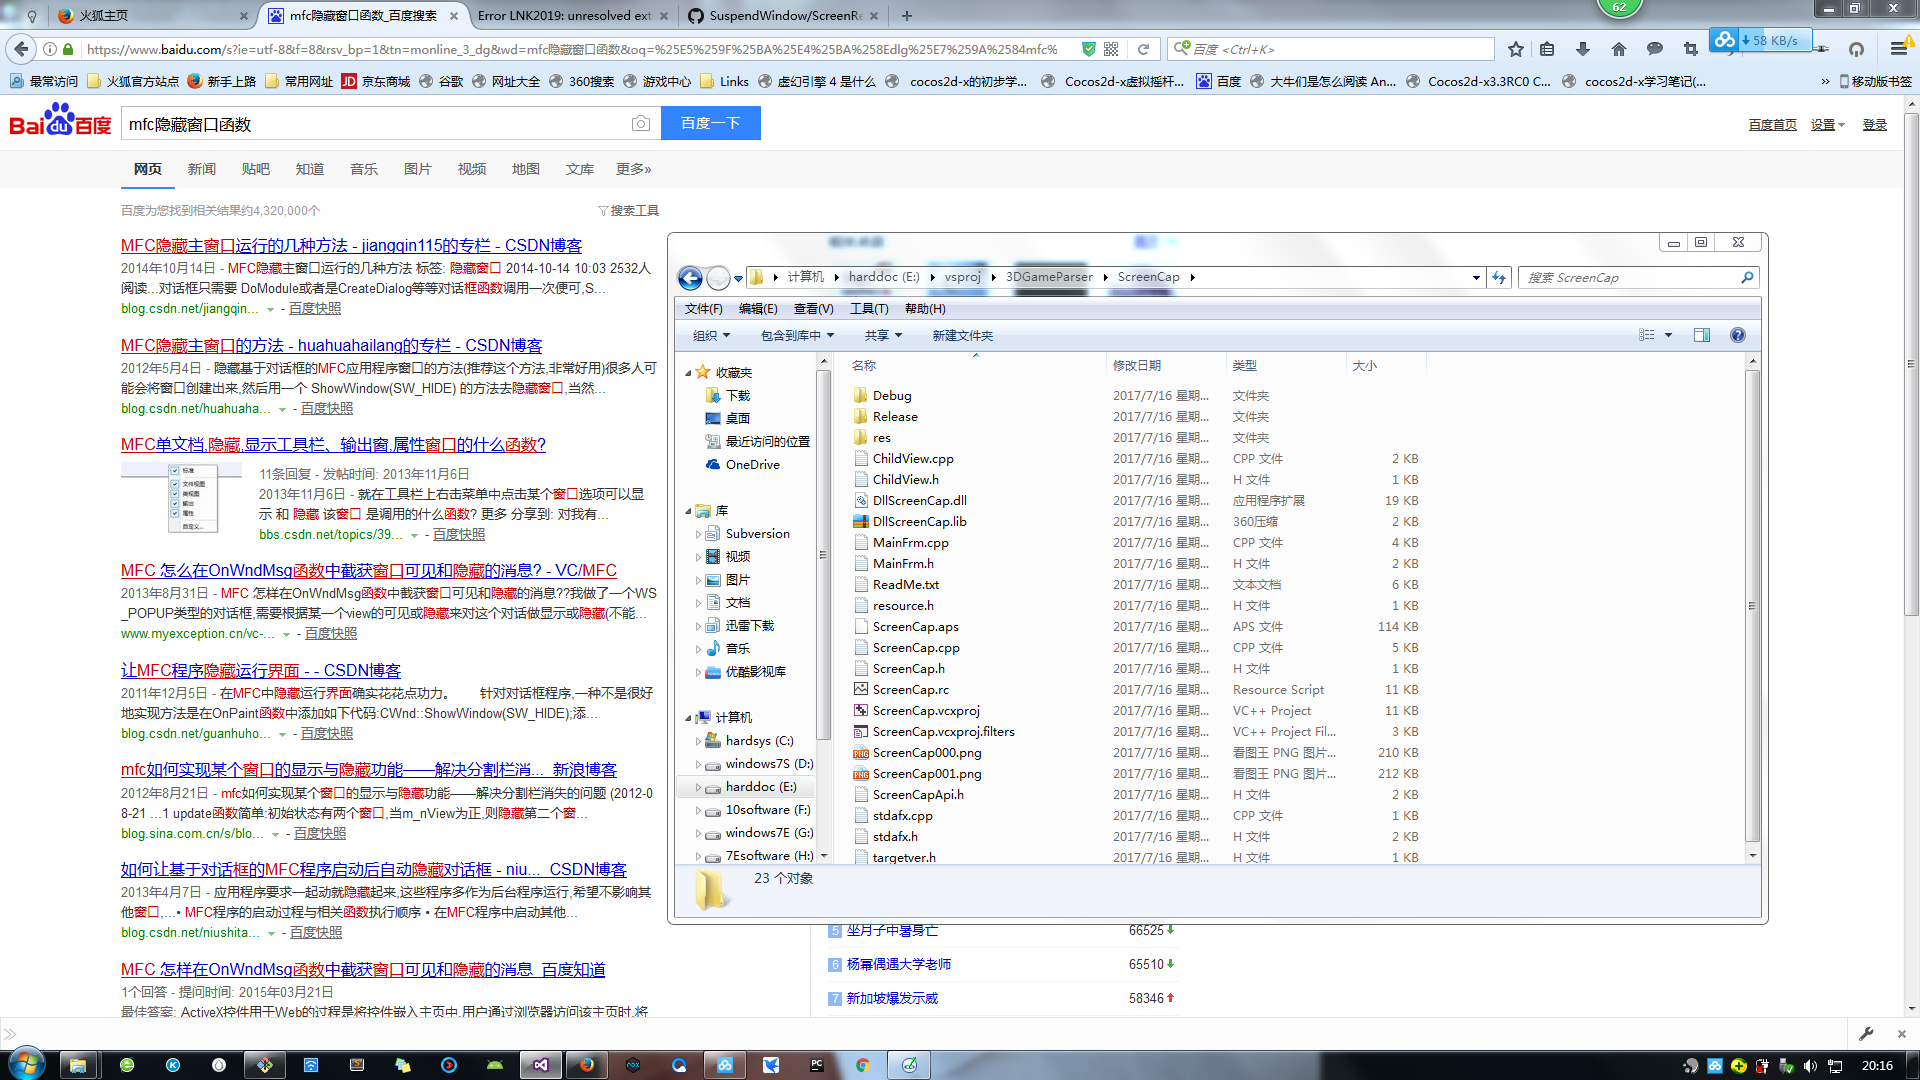 火狐主页
mfc隐藏窗口函数_百度搜索
Error LNK2019: unresolved ext
SuspendWindow/ScreenRe
62
https://www.baidu.com/s?ie=utf-8&f=8&rsv_bp=1&tn=monline_3_dg&wd=mfc隐藏窗口函数&oq=%25E5%259F%25BA%25E4%25BA%258Edlg%25E7%259A%2584mfc%
百度 <Ctrl+K>
58 KB/s
最常访问
火狐官方站点
新手上路
常用网址
JD 京东商城
谷歌
网址大全
360搜索
游戏中心
Links
虚幻引擎 4 是什么
cocos2d-x的初步学...
Cocos2d-x虚拟摇杆...
百度
大牛们是怎么阅读 An...
Cocos2d-x3.3RC0 C...
cocos2d-x学习笔记(...
移动版书签
Bai du 百度
mfc隐藏窗口函数
百度一下
百度首页 设置 登录
网页 新闻 贴吧 知道 音乐 图片 视频 地图 文库 更多»
百度为您找到相关结果约4,320,000个
搜索工具
MFC隐藏主窗口运行的几种方法 - jiangqin115的专栏 - CSDN博客
2014年10月14日 - MFC隐藏主窗口运行的几种方法 标签: 隐藏窗口 2014-10-14 10:03 2532人
阅读...对话框只需要 DoModule或者是CreateDialog等等对话框函数调用一次便可,S...
blog.csdn.net/jiangqin... - 百度快照
MFC隐藏主窗口的方法 - huahuahailang的专栏 - CSDN博客
2012年5月4日 - 隐藏基于对话框的MFC应用程序窗口的方法(推荐这个方法,非常好用)很多人可
能会将窗口创建出来,然后用一个 ShowWindow(SW_HIDE) 的方法去隐藏窗口,当然...
blog.csdn.net/huahuaha... - 百度快照
MFC单文档,隐藏,显示工具栏、输出窗,属性窗口的什么函数?
11条回复 - 发帖时间: 2013年11月6日
2013年11月6日 - 就在工具栏上右击菜单中点击某个窗口选项可以显
示 和 隐藏 该窗口 是调用的什么函数? 更多 分享到: 对我有...
bbs.csdn.net/topics/39... - 百度快照
MFC 怎么在OnWndMsg函数中截获窗口可见和隐藏的消息? - VC/MFC
2013年8月31日 - MFC 怎样在OnWndMsg函数中截获窗口可见和隐藏的消息??我做了一个WS
_POPUP类型的对话框,需要根据某一个view的可见或隐藏来对这个对话做显示或隐藏(不能...
www.myexception.cn/vc-... - 百度快照
让MFC程序隐藏运行界面 - - CSDN博客
2011年12月5日 - 在MFC中隐藏运行界面确实花花点功力。 针对对话框程序,一种不是很好
地实现方法是在OnPaint函数中添加如下代码:CWnd::ShowWindow(SW_HIDE);添...
blog.csdn.net/guanhuho... - 百度快照
mfc如何实现某个窗口的显示与隐藏功能——解决分割栏消... 新浪博客
2012年8月21日 - mfc如何实现某个窗口的显示与隐藏功能——解决分割栏消失的问题 (2012-0
8-21 ...1 update函数简单:初始状态有两个窗口,当m_nView为正,则隐藏第二个窗...
blog.sina.com.cn/s/blo... - 百度快照
如何让基于对话框的MFC程序启动后自动隐藏对话框 - niu... CSDN博客
2013年4月7日 - 应用程序要求一起动就隐藏起来,这些程序多作为后台程序运行,希望不影响其
他窗口,...• MFC程序的启动过程与相关函数执行顺序 • 在MFC程序中启动其他...
blog.csdn.net/niushita... - 百度快照
MFC 怎样在OnWndMsg函数中截获窗口可见和隐藏的消息_百度知道
1个回答 - 提问时间: 2015年03月21日
最佳答案: ActiveX控件用于Web的过程是将控件嵌入主页中,用户通过浏览器访问该主页时,将
计算机 harddoc (E:) vsproj 3DGameParser ScreenCap
搜索 ScreenCap
文件(F) 编辑(E) 查看(V) 工具(T) 帮助(H)
组织 包含到库中 共享 新建文件夹
收藏夹
下载
桌面
最近访问的位置
OneDrive
库
Subversion
视频
图片
文档
迅雷下载
音乐
优酷影视库
计算机
hardsys (C:)
windows7S (D:)
harddoc (E:)
10software (F:)
windows7E (G:)
7Esoftware (H:)
名称 修改日期 类型 大小
Debug 2017/7/16 星期... 文件夹
Release 2017/7/16 星期... 文件夹
res 2017/7/16 星期... 文件夹
ChildView.cpp 2017/7/16 星期... CPP 文件 2 KB
ChildView.h 2017/7/16 星期... H 文件 1 KB
DllScreenCap.dll 2017/7/16 星期... 应用程序扩展 19 KB
DllScreenCap.lib 2017/7/16 星期... 360压缩 2 KB
MainFrm.cpp 2017/7/16 星期... CPP 文件 4 KB
MainFrm.h 2017/7/16 星期... H 文件 2 KB
ReadMe.txt 2017/7/16 星期... 文本文档 6 KB
resource.h 2017/7/16 星期... H 文件 1 KB
ScreenCap.aps 2017/7/16 星期... APS 文件 114 KB
ScreenCap.cpp 2017/7/16 星期... CPP 文件 5 KB
ScreenCap.h 2017/7/16 星期... H 文件 1 KB
ScreenCap.rc 2017/7/16 星期... Resource Script 11 KB
ScreenCap.vcxproj 2017/7/16 星期... VC++ Project 11 KB
ScreenCap.vcxproj.filters 2017/7/16 星期... VC++ Project Fil... 3 KB
ScreenCap000.png 2017/7/16 星期... 看图王 PNG 图片... 210 KB
ScreenCap001.png 2017/7/16 星期... 看图王 PNG 图片... 212 KB
ScreenCapApi.h 2017/7/16 星期... H 文件 2 KB
stdafx.cpp 2017/7/16 星期... CPP 文件 1 KB
stdafx.h 2017/7/16 星期... H 文件 2 KB
targetver.h 2017/7/16 星期... H 文件 1 KB
23 个对象
5 坐月子中暑身亡 66525
6 杨幂偶遇大学老师 65510
7 新加坡爆发示威 58346
20:16